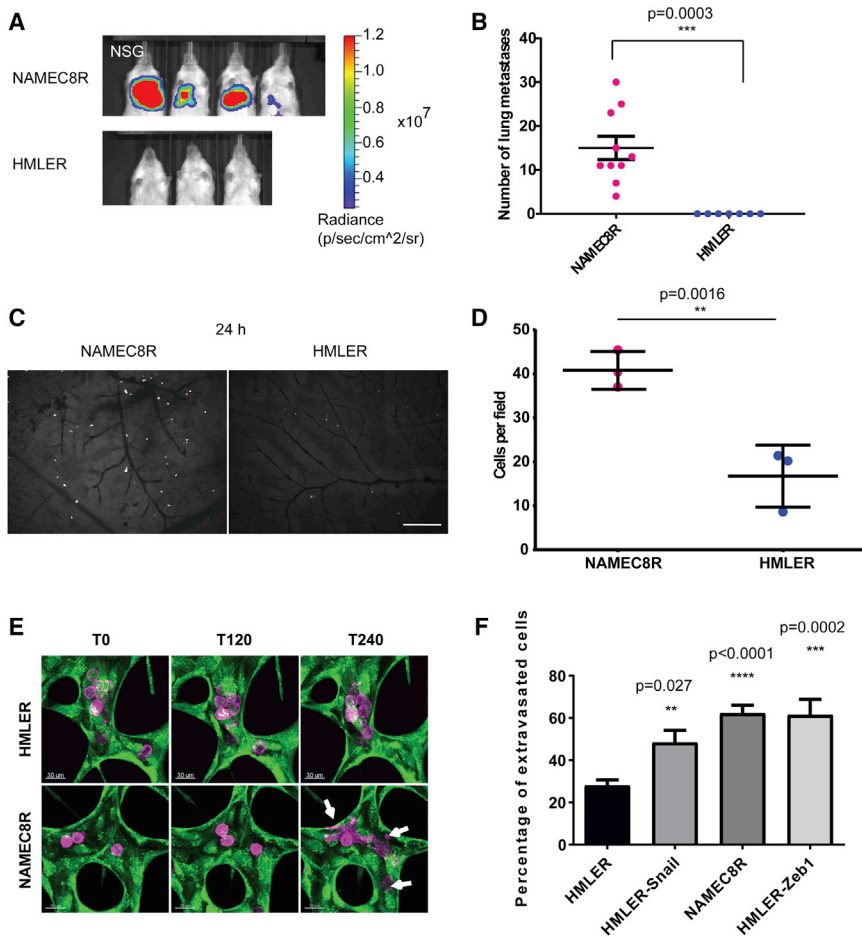 A
NSG
NAMEC8R
HMLER
1.2
1.0
0.8
0.6
0.4
x10^7
Radiance
(p/sec/cm^2/sr)
B
p=0.0003
***
Number of lung metastases
40
30
20
10
0
NAMEC8R
HMLER
C
24 h
NAMEC8R
HMLER
D
p=0.0016
**
Cells per field
50
40
30
20
10
0
NAMEC8R
HMLER
E
T0
T120
T240
HMLER
30 um
30 um
30 um
NAMEC8R
F
Percentage of extravasated cells
p=0.027
**
p<0.0001
****
p=0.0002
***
80
60
40
20
0
HMLER
HMLER-Snail
NAMEC8R
HMLER-Zeb1